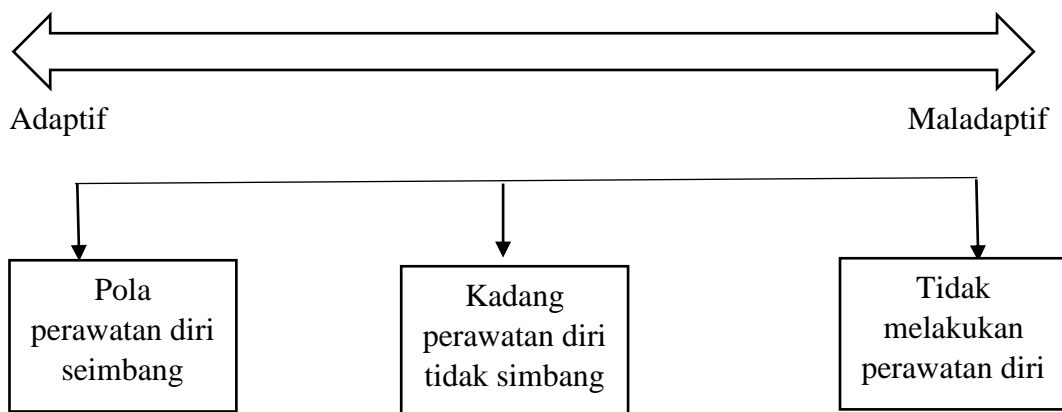 Adaptif
Maladaptif
Pola
perawatan diri
seimbang
Kadang
perawatan diri
tidak simbang
Tidak
melakukan
perawatan diri